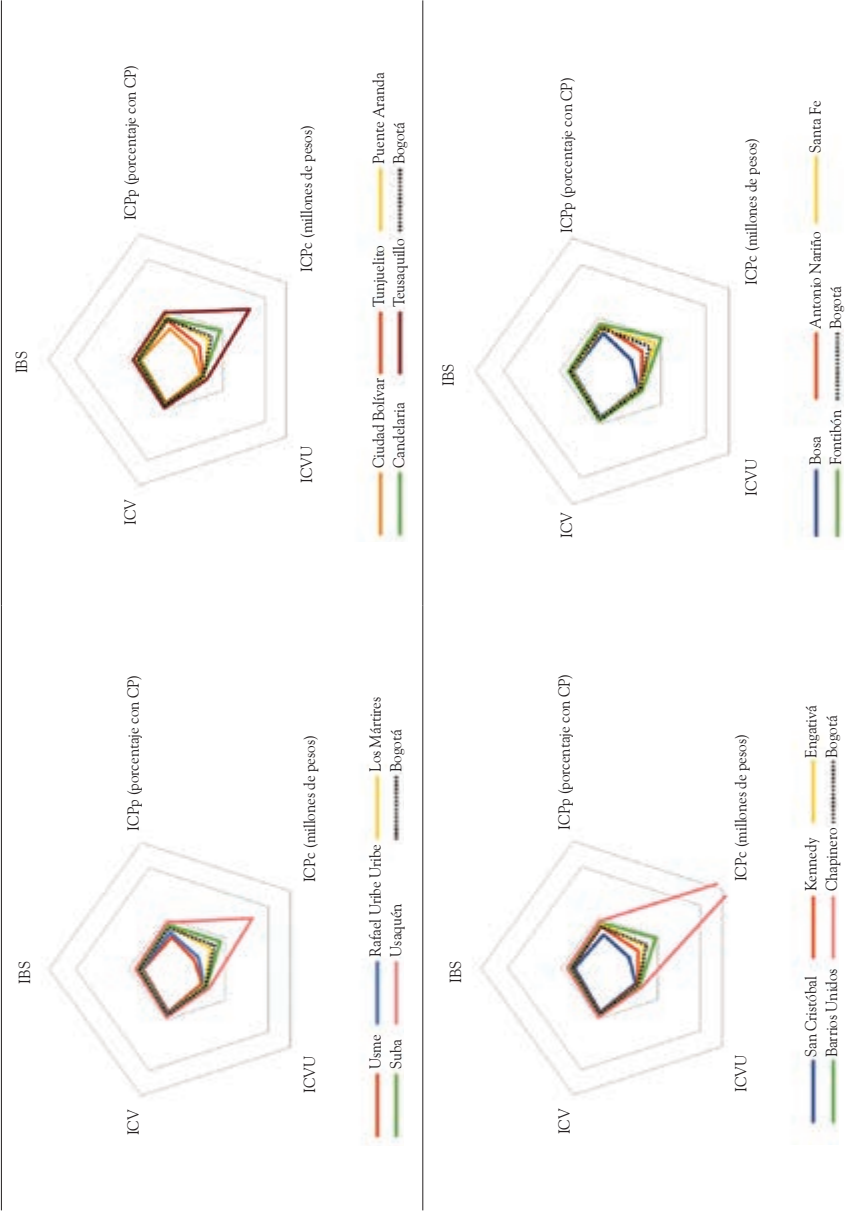 IBS
ICV
ICPp (porcentaje con CP)
ICVU
ICPc (millones de pesos)
Usme Rafael Uribe Uribe Los Mártires
Suba Usaquén Bogotá
IBS
ICV
ICPp (porcentaje con CP)
ICVU
ICPc (millones de pesos)
Ciudad Bolívar Tunjuelito Puente Aranda
Candelaria Teusaquillo Bogotá
IBS
ICV
ICPp (porcentaje con CP)
ICVU
ICPc (millones de pesos)
San Cristóbal Kennedy Engativá
Barrios Unidos Chapinero Bogotá
IBS
ICV
ICPp (porcentaje con CP)
ICVU
ICPc (millones de pesos)
Bosa Antonio Nariño Santa Fe
Fontibón Bogotá